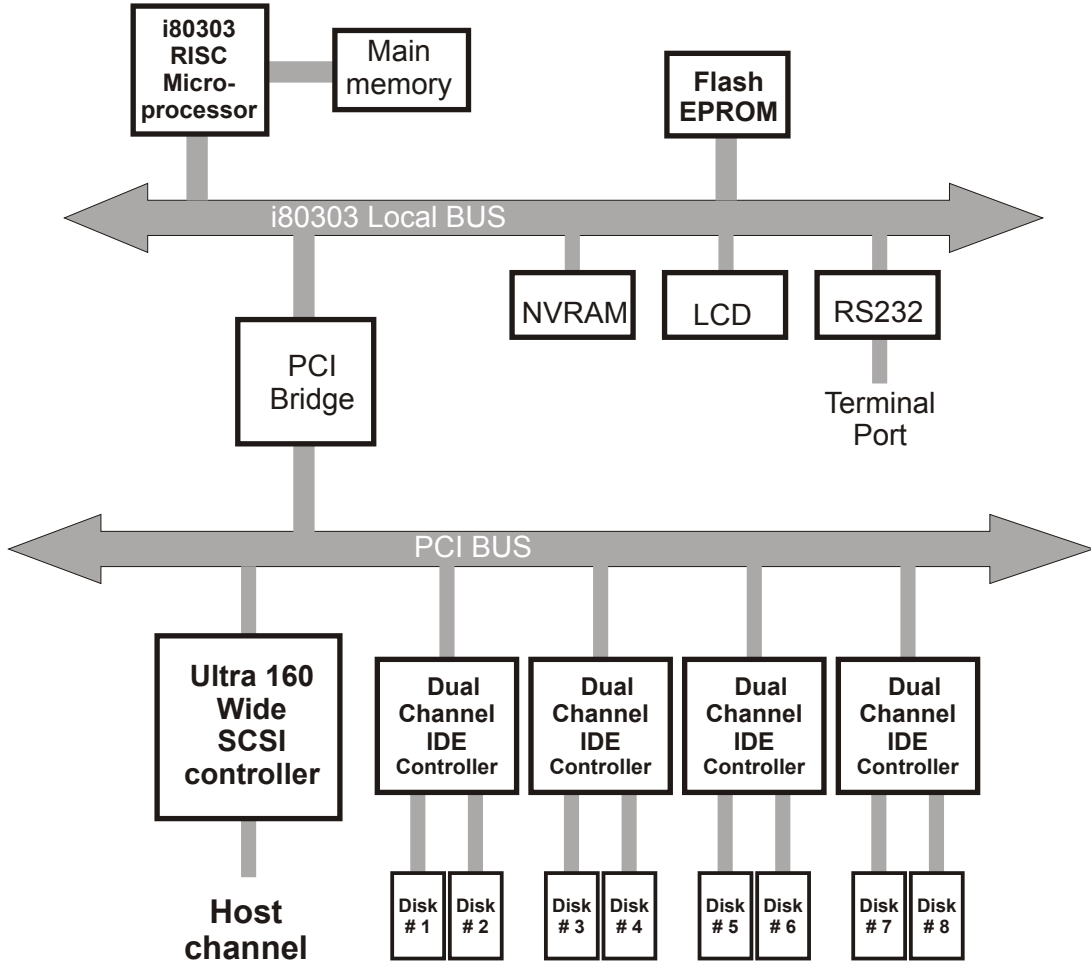 i80303
RISC
Micro-
processor
Main
memory
Flash
EPROM
i80303 Local BUS
NVRAM
LCD
RS232
PCI
Bridge
Terminal
Port
PCI BUS
Ultra 160
Wide
SCSI
controller
Dual
Channel
IDE
Controller
Dual
Channel
IDE
Controller
Dual
Channel
IDE
Controller
Dual
Channel
IDE
Controller
Host
channel
Disk
# 1
Disk
# 2
Disk
# 3
Disk
# 4
Disk
# 5
Disk
# 6
Disk
# 7
Disk
# 8